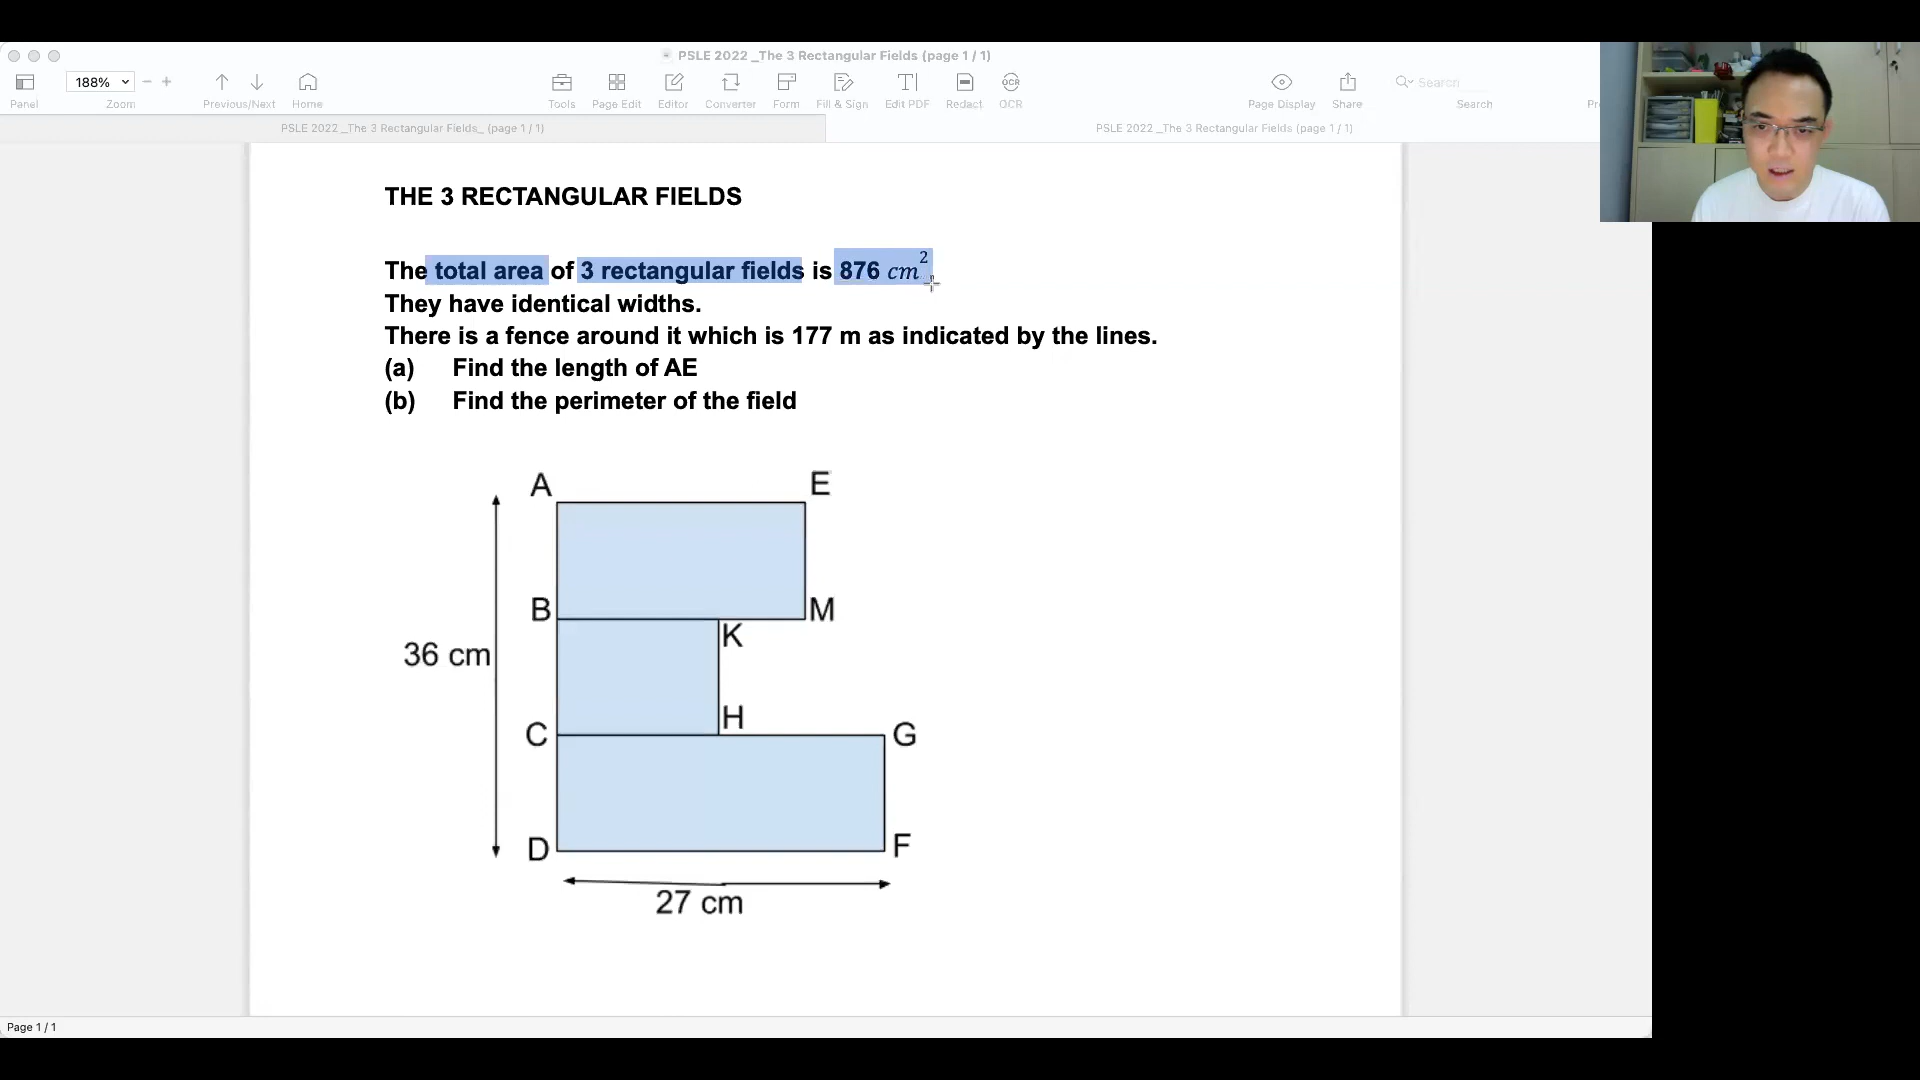 PSLE 2022 _The 3 Rectangular Fields (page 1 / 1)
188%
Panel Zoom Previous/Next Home Tools Page Edit Editor Converter Form Fill & Sign Edit PDF Redact OCR Page Display Share Search
Search
OCR
PSLE 2022 _The 3 Rectangular Fields_ (page 1 / 1)
PSLE 2022 _The 3 Rectangular Fields (page 1 / 1)
THE 3 RECTANGULAR FIELDS
The total area of 3 rectangular fields is 876 cm²
They have identical widths.
There is a fence around it which is 177 m as indicated by the lines.
(a) Find the length of AE
(b) Find the perimeter of the field
A E
B M
K
36 cm
H
C G
D F
27 cm
Page 1 / 1